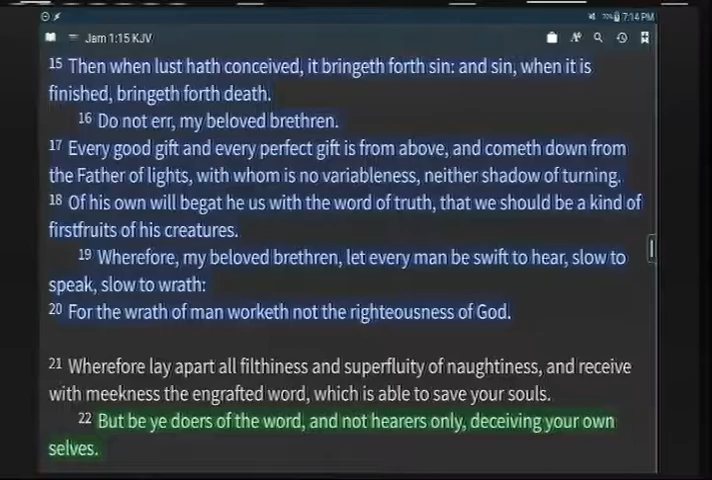 70% 7:14 PM
Jam 1:15 KJV
15 Then when lust hath conceived, it bringeth forth sin: and sin, when it is
finished, bringeth forth death.
16 Do not err, my beloved brethren.
17 Every good gift and every perfect gift is from above, and cometh down from
the Father of lights, with whom is no variableness, neither shadow of turning.
18 Of his own will begat he us with the word of truth, that we should be a kind of
firstfruits of his creatures.
19 Wherefore, my beloved brethren, let every man be swift to hear, slow to
speak, slow to wrath:
20 For the wrath of man worketh not the righteousness of God.
21 Wherefore lay apart all filthiness and superfluity of naughtiness, and receive
with meekness the engrafted word, which is able to save your souls.
22 But be ye doers of the word, and not hearers only, deceiving your own
selves.